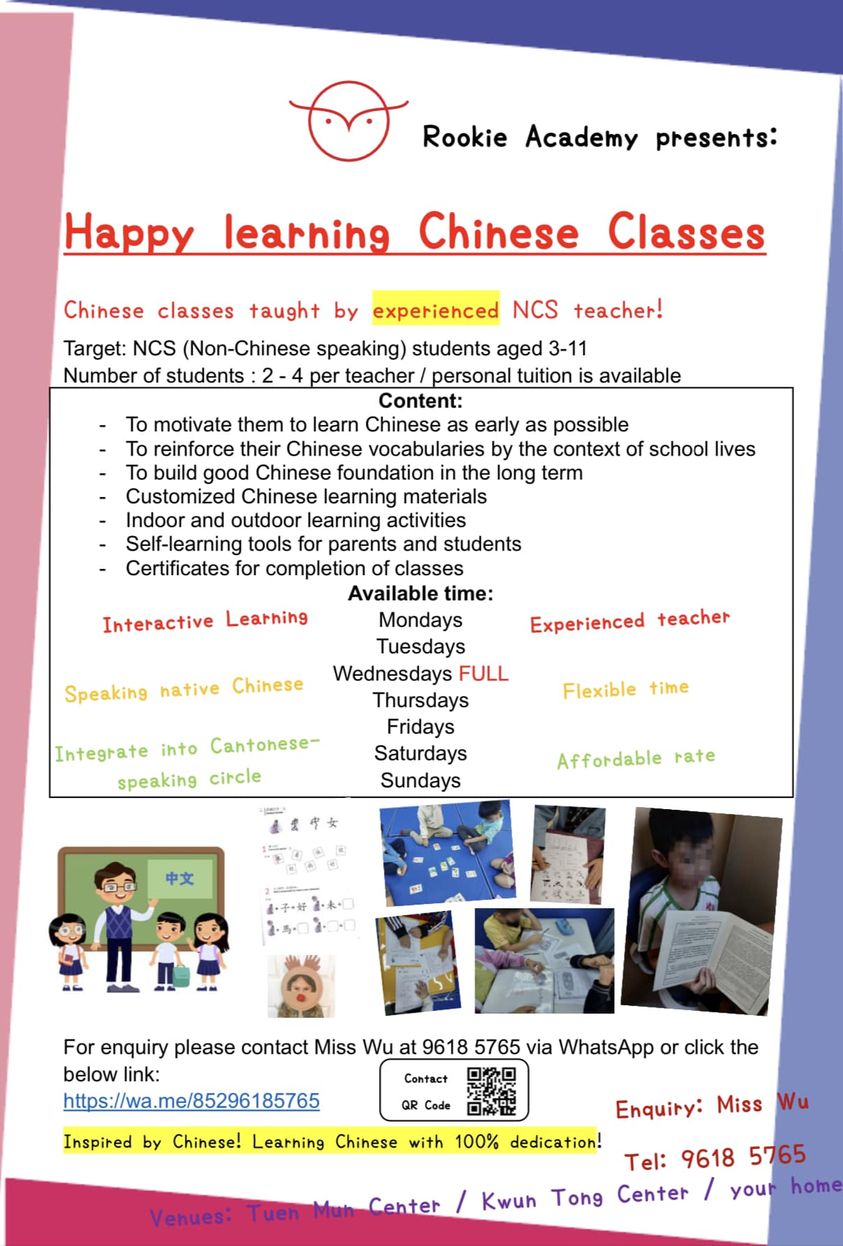 Rookie Academy presents:
Happy learning Chinese Classes
Chinese classes taught by experienced NCS teacher!
Target: NCS (Non-Chinese speaking) students aged 3-11
Number of students : 2 - 4 per teacher / personal tuition is available
Content:
- To motivate them to learn Chinese as early as possible
- To reinforce their Chinese vocabularies by the context of school lives
- To build good Chinese foundation in the long term
- Customized Chinese learning materials
- Indoor and outdoor learning activities
- Self-learning tools for parents and students
- Certificates for completion of classes
Available time:
Interactive Learning
Mondays
Experienced teacher
Tuesdays
Wednesdays FULL
Speaking native Chinese
Thursdays
Flexible time
Fridays
Integrate into Cantonese-
speaking circle
Saturdays
Affordable rate
Sundays
中文
女
子 好 未
馬
For enquiry please contact Miss Wu at 9618 5765 via WhatsApp or click the
below link:
https://wa.me/85296185765
Contact
QR Code
Enquiry: Miss Wu
Inspired by Chinese! Learning Chinese with 100% dedication!
Tel: 9618 5765
Venues: Tuen Mun Center / Kwun Tong Center / your home